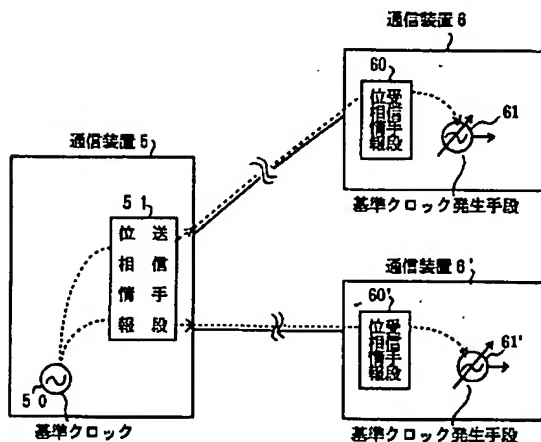 通信装置5
51
位相情報
送信手段
50
基準クロック
通信装置6
60
位相情報
受信手段
61
基準クロック発生手段
通信装置6'
60'
位相情報
受信手段
61'
基準クロック発生手段